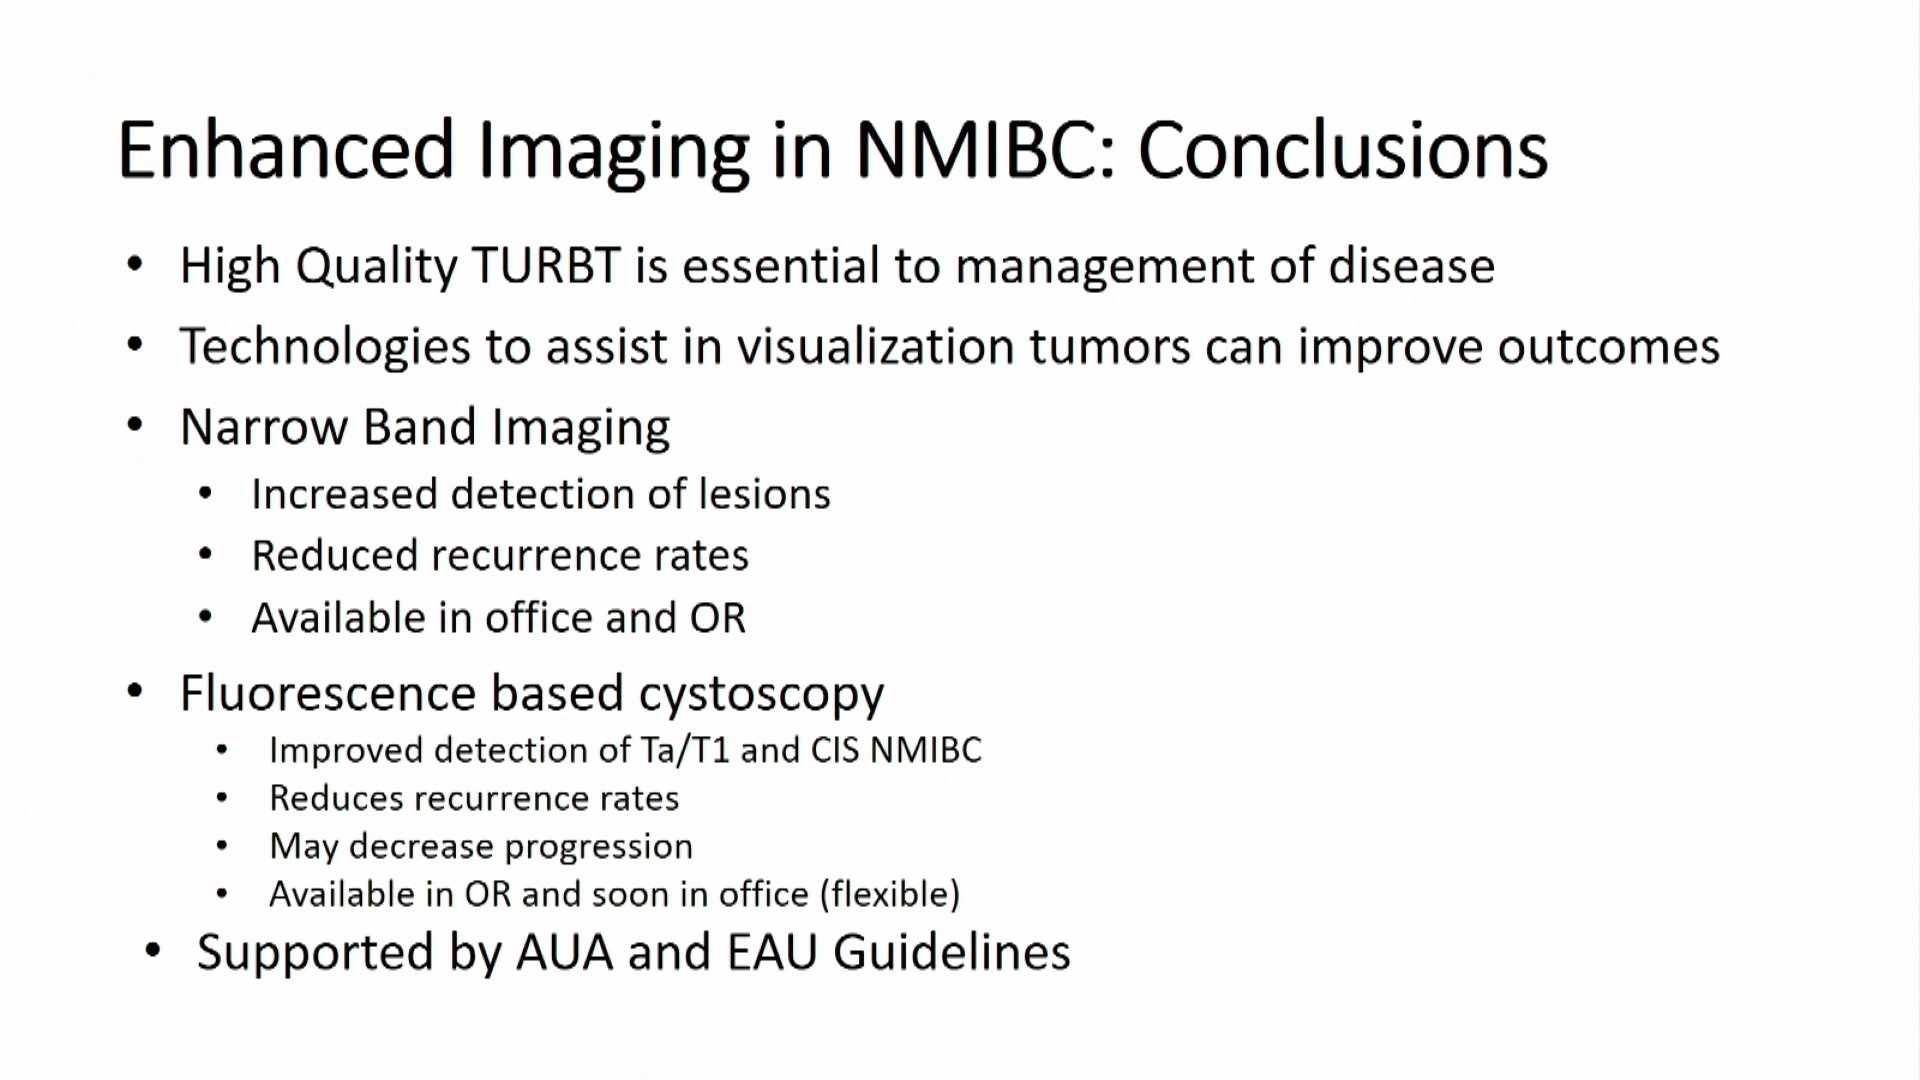 Enhanced Imaging in NMIBC: Conclusions
• High Quality TURBT is essential to management of disease
• Technologies to assist in visualization tumors can improve outcomes
• Narrow Band Imaging
• Increased detection of lesions
• Reduced recurrence rates
• Available in office and OR
• Fluorescence based cystoscopy
• Improved detection of Ta/T1 and CIS NMIBC
• Reduces recurrence rates
• May decrease progression
• Available in OR and soon in office (flexible)
• Supported by AUA and EAU Guidelines